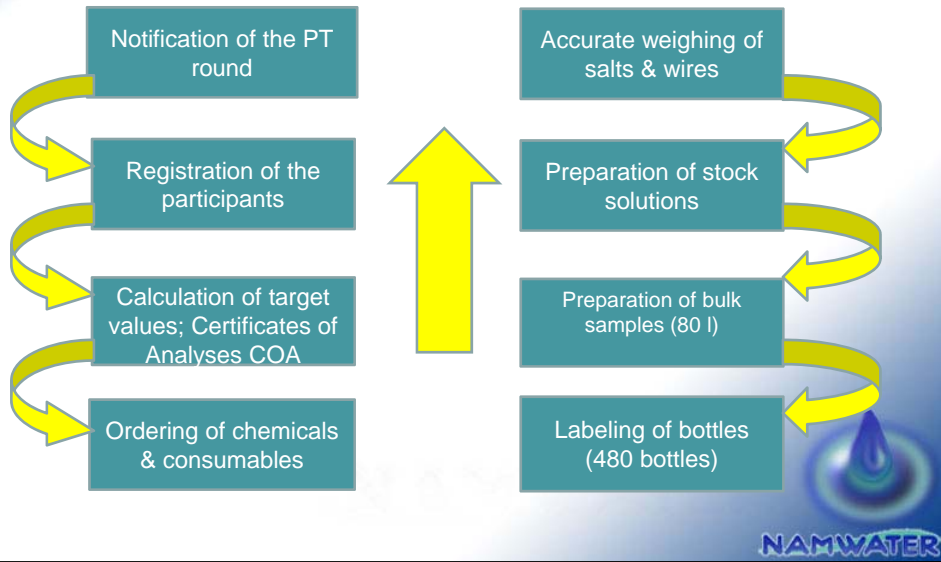 Notification of the PT
round
Registration of the
participants
Calculation of target
values; Certificates of
Analyses COA
Ordering of chemicals
& consumables
Accurate weighing of
salts & wires
Preparation of stock
solutions
Preparation of bulk
samples (80 l)
Labeling of bottles
(480 bottles)
NAMWATER